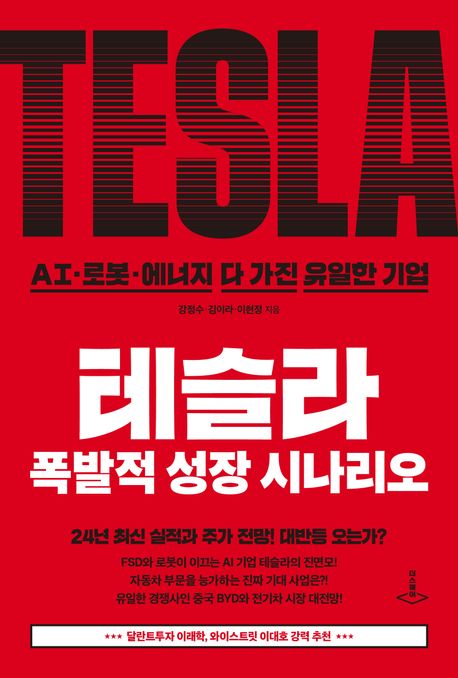 TESLA
AI·로봇·에너지 다 가진 유일한 기업
강정수·김이라·이현정 지음
테슬라
폭발적 성장 시나리오
24년 최신 실적과 주가 전망! 대반등 오는가?
FSD와 로봇이 이끄는 AI 기업 테슬라의 진면모!
자동차 부문을 능가하는 진짜 기대 사업은?!
유일한 경쟁사인 중국 BYD와 전기차 시장 대전망!
더스퀘어
★★★ 달란트투자 이래학, 와이스트릿 이대호 강력 추천 ★★★